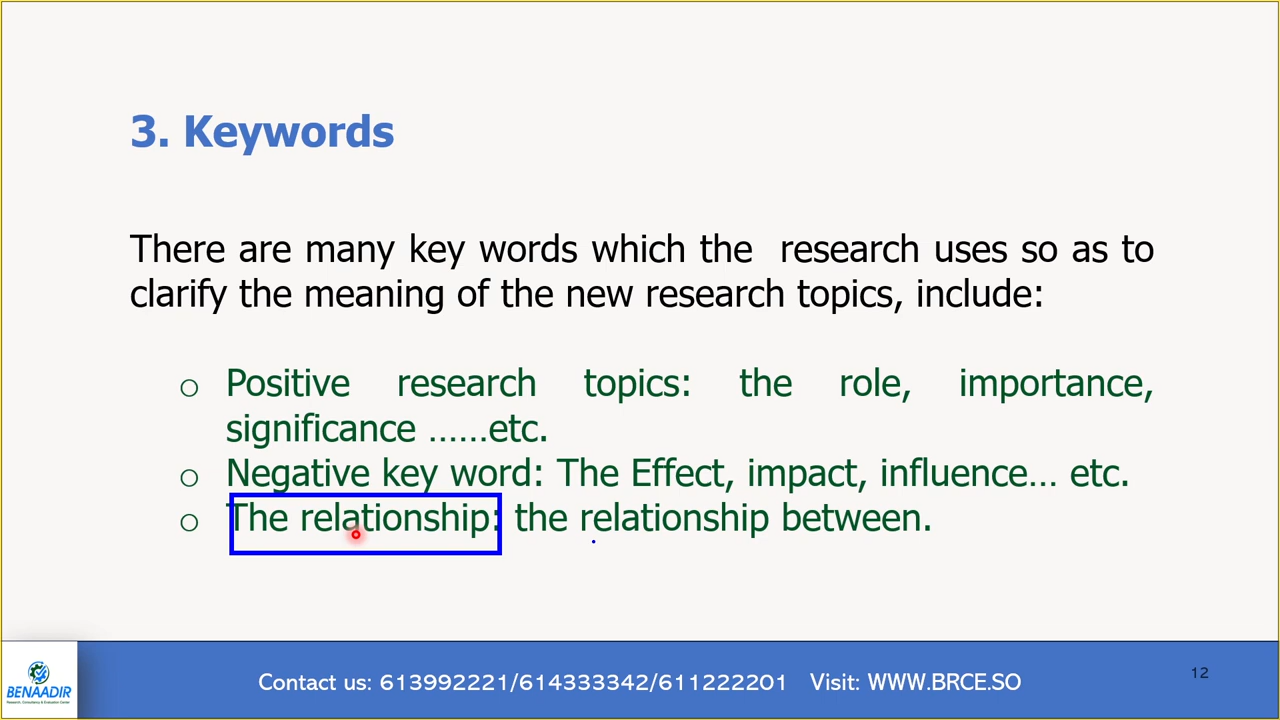 3. Keywords
There are many key words which the research uses so as to
clarify the meaning of the new research topics, include:
o Positive research topics: the role, importance,
significance ……etc.
o Negative key word: The Effect, impact, influence… etc.
o The relationship: the relationship between.
BENAADIR
Research, Consultancy & Evaluation Center
Contact us: 613992221/614333342/611222201 Visit: WWW.BRCE.SO
12